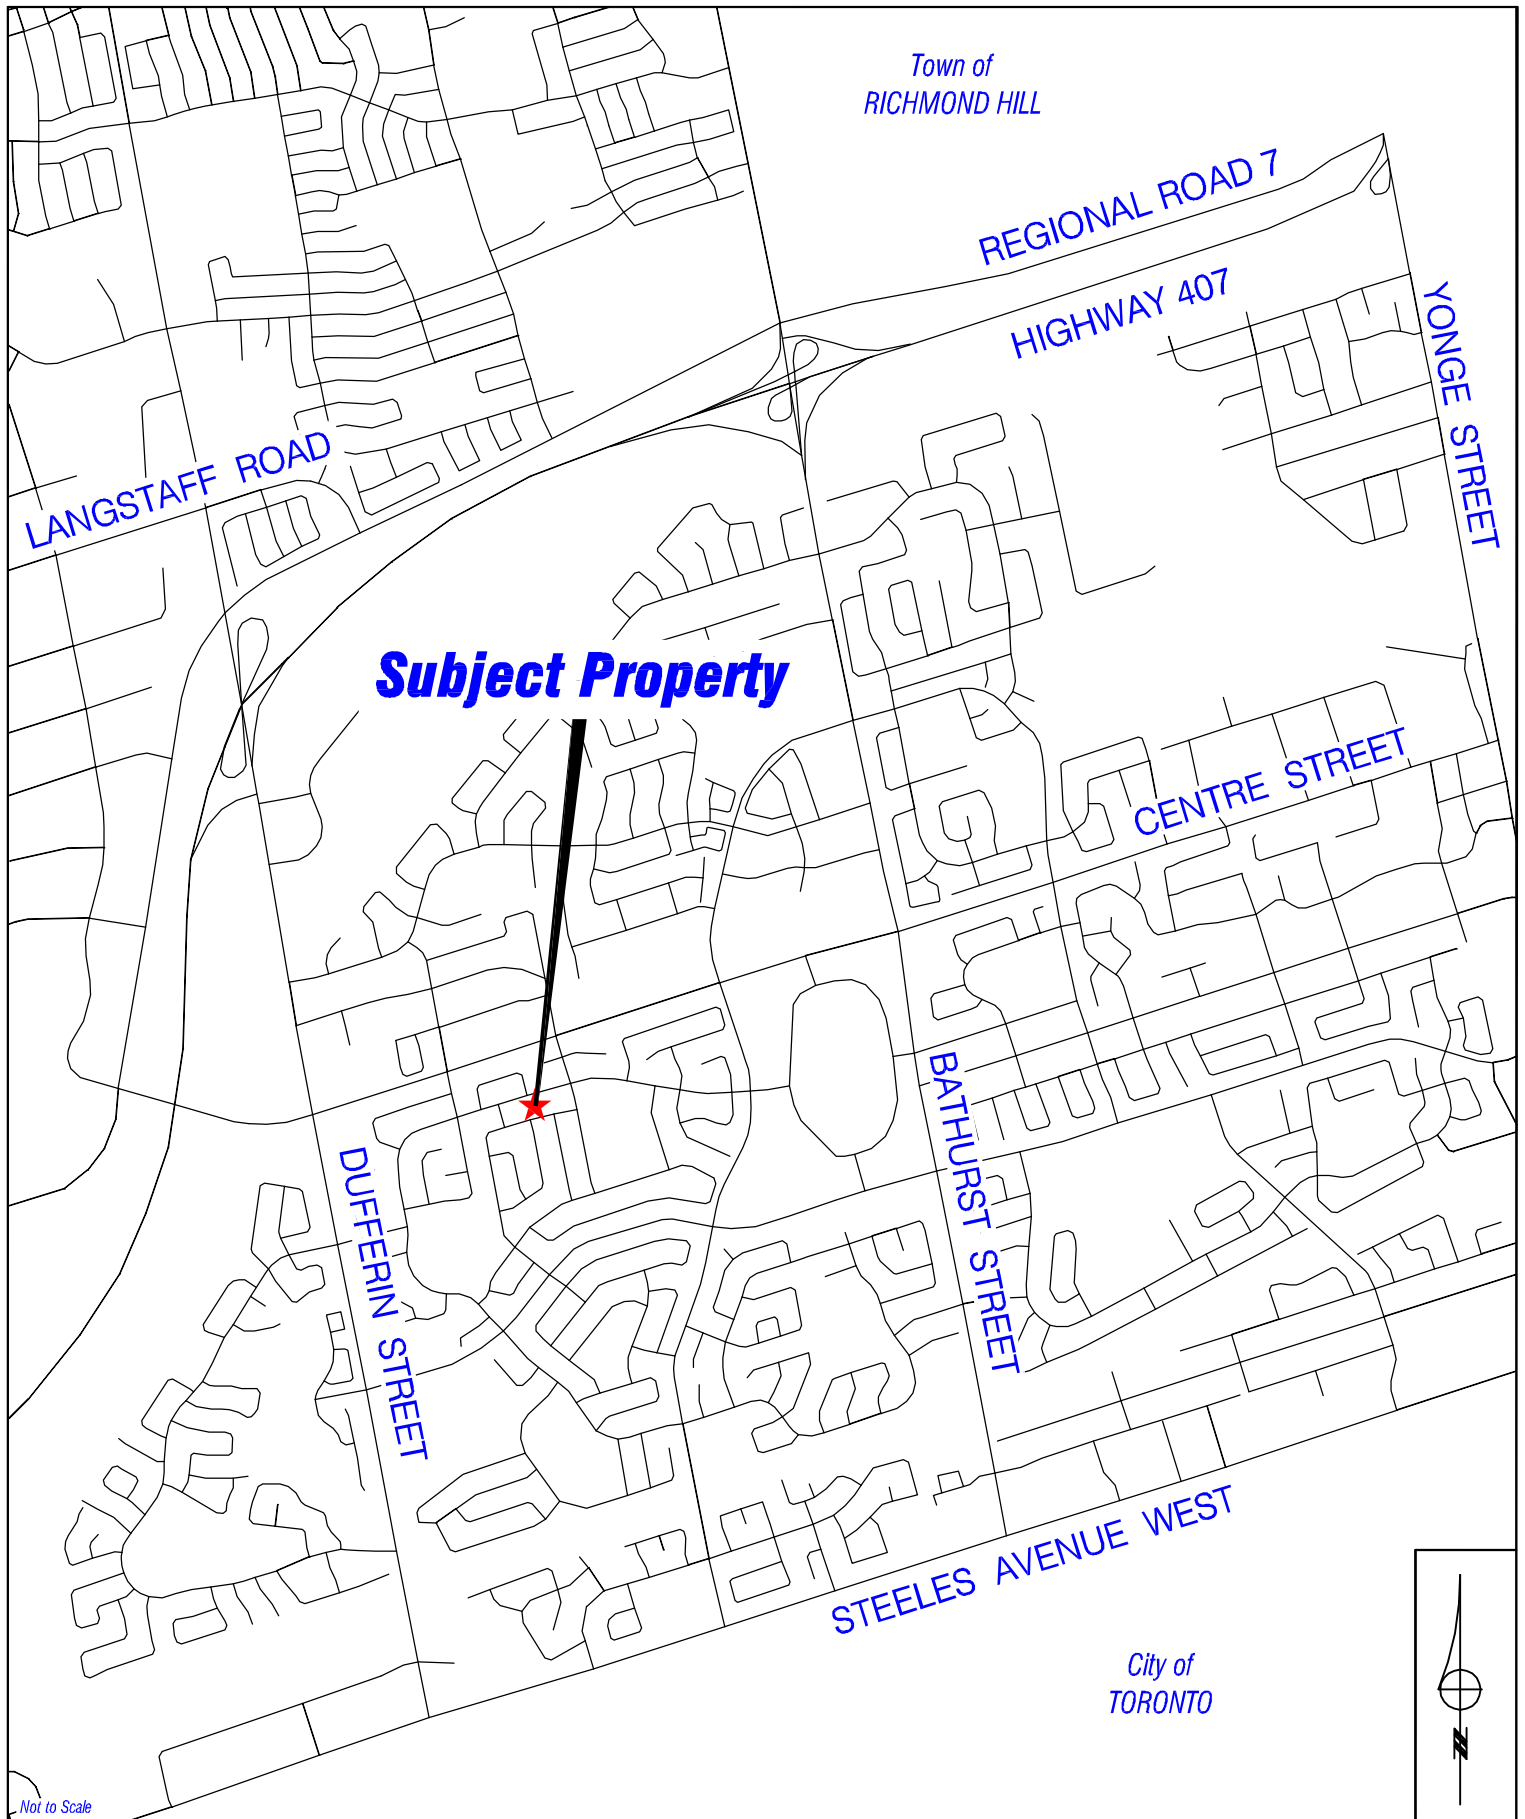 Town of
RICHMOND HILL
REGIONAL ROAD 7
HIGHWAY 407
YONGE STREET
LANGSTAFF ROAD
Subject Property
CENTRE STREET
BATHURST STREET
DUFFERIN STREET
STEELES AVENUE WEST
City of
TORONTO
N
Not to Scale